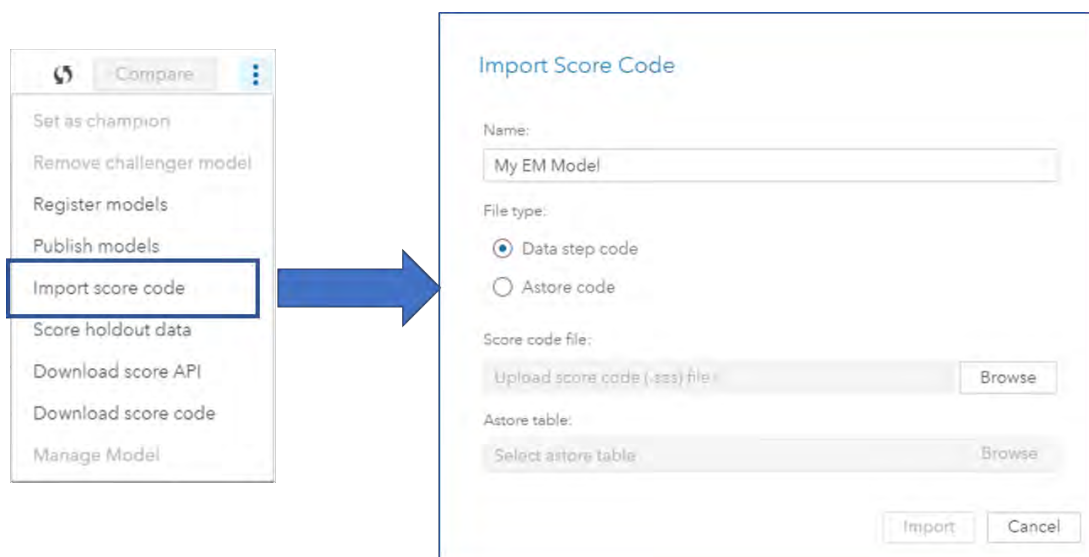 Compare
Set as champion
Remove challenger model
Register models
Publish models
Import score code
Score holdout data
Download score API
Download score code
Manage Model
Import Score Code
Name:
My EM Model
File type:
Data step code
Astore code
Score code file:
Upload score code (.sas) file
Browse
Astore table:
Select astore table
Browse
Import
Cancel